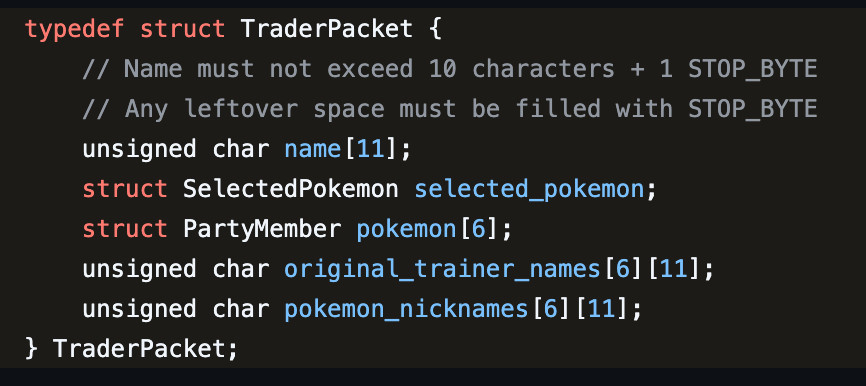 typedef struct TraderPacket {
    // Name must not exceed 10 characters + 1 STOP_BYTE
    // Any leftover space must be filled with STOP_BYTE
    unsigned char name[11];
    struct SelectedPokemon selected_pokemon;
    struct PartyMember pokemon[6];
    unsigned char original_trainer_names[6][11];
    unsigned char pokemon_nicknames[6][11];
} TraderPacket;